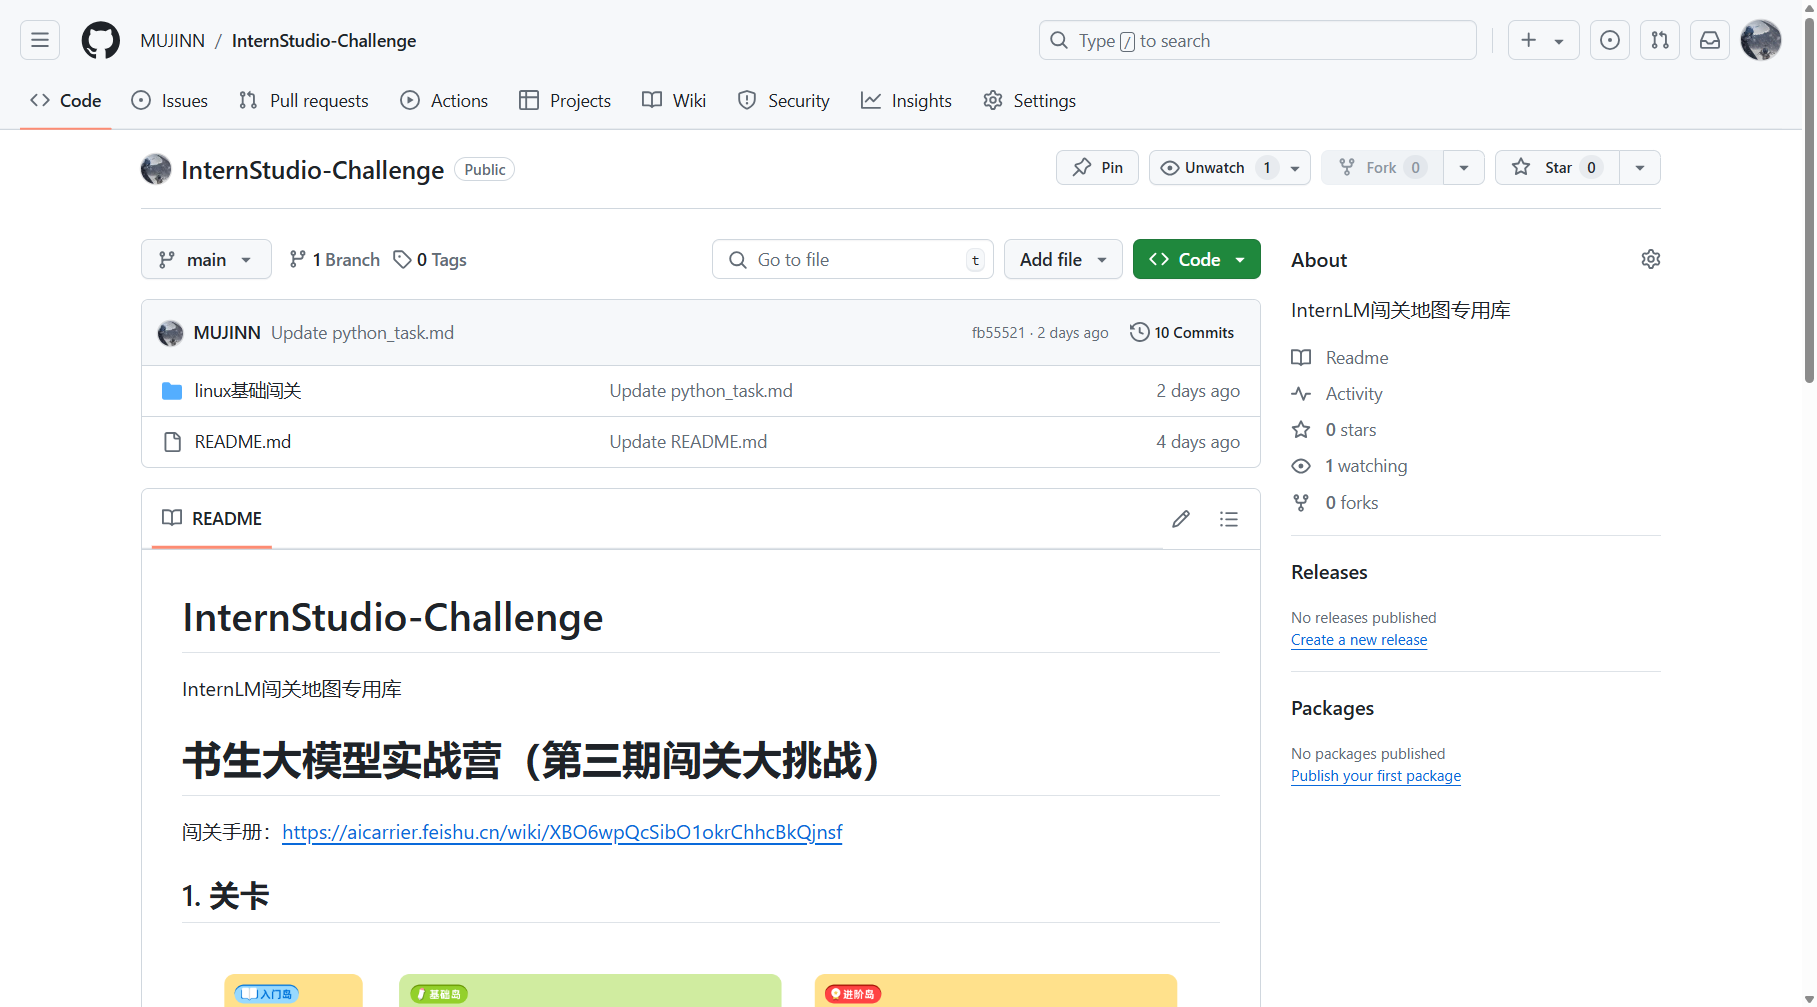 MUJINN / InternStudio-Challenge
Type / to search
Code Issues Pull requests Actions Projects Wiki Security Insights Settings
InternStudio-Challenge Public
Pin Unwatch 1 Fork 0 Star 0
main 1 Branch 0 Tags Go to file t Add file Code
MUJINN Update python_task.md fb55521 · 2 days ago 10 Commits
linux基础闯关 Update python_task.md 2 days ago
README.md Update README.md 4 days ago
README
InternStudio-Challenge
InternLM闯关地图专用库
书生大模型实战营（第三期闯关大挑战）
闯关手册：https://aicarrier.feishu.cn/wiki/XBO6wpQcSibO1okrChhcBkQjnsf
1. 关卡
入门岛 基础岛 进阶岛
About
InternLM闯关地图专用库
Readme
Activity
0 stars
1 watching
0 forks
Releases
No releases published
Create a new release
Packages
No packages published
Publish your first package